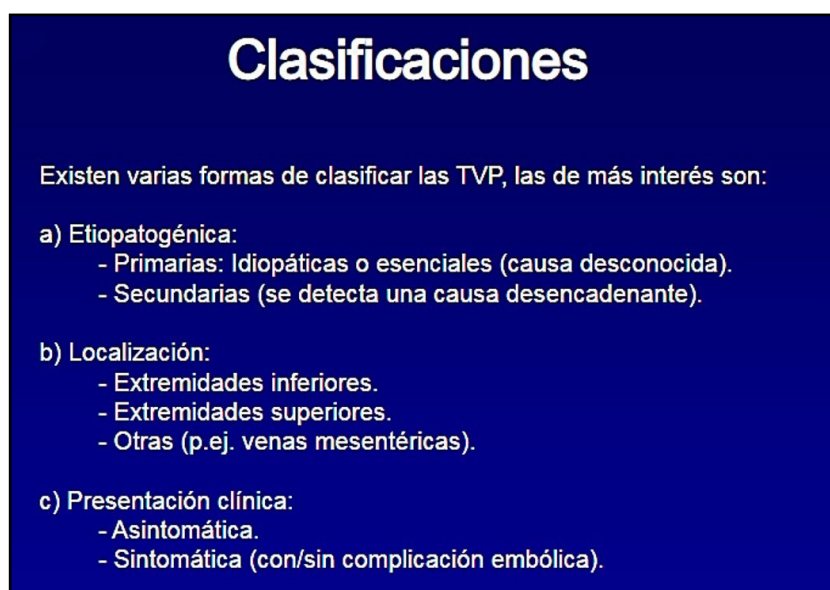 Clasificaciones
Existen varias formas de clasificar las TVP, las de más interés son:
a) Etiopatogénica:
- Primarias: Idiopáticas o esenciales (causa desconocida).
- Secundarias (se detecta una causa desencadenante).
b) Localización:
- Extremidades inferiores.
- Extremidades superiores.
- Otras (p.ej. venas mesentéricas).
c) Presentación clínica:
- Asintomática.
- Sintomática (con/sin complicación embólica).